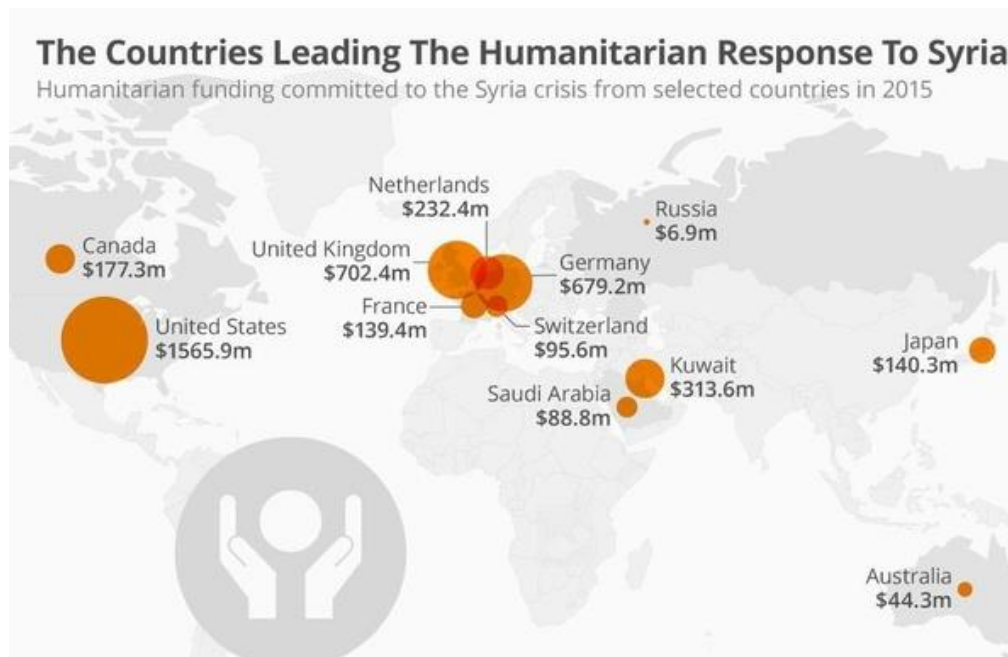 The Countries Leading The Humanitarian Response To Syria
Humanitarian funding committed to the Syria crisis from selected countries in 2015
Netherlands
$232.4m
Russia
$6.9m
Canada
$177.3m
United Kingdom
$702.4m
Germany
$679.2m
France
$139.4m
United States
$1565.9m
Switzerland
$95.6m
Japan
$140.3m
Kuwait
$313.6m
Saudi Arabia
$88.8m
Australia
$44.3m